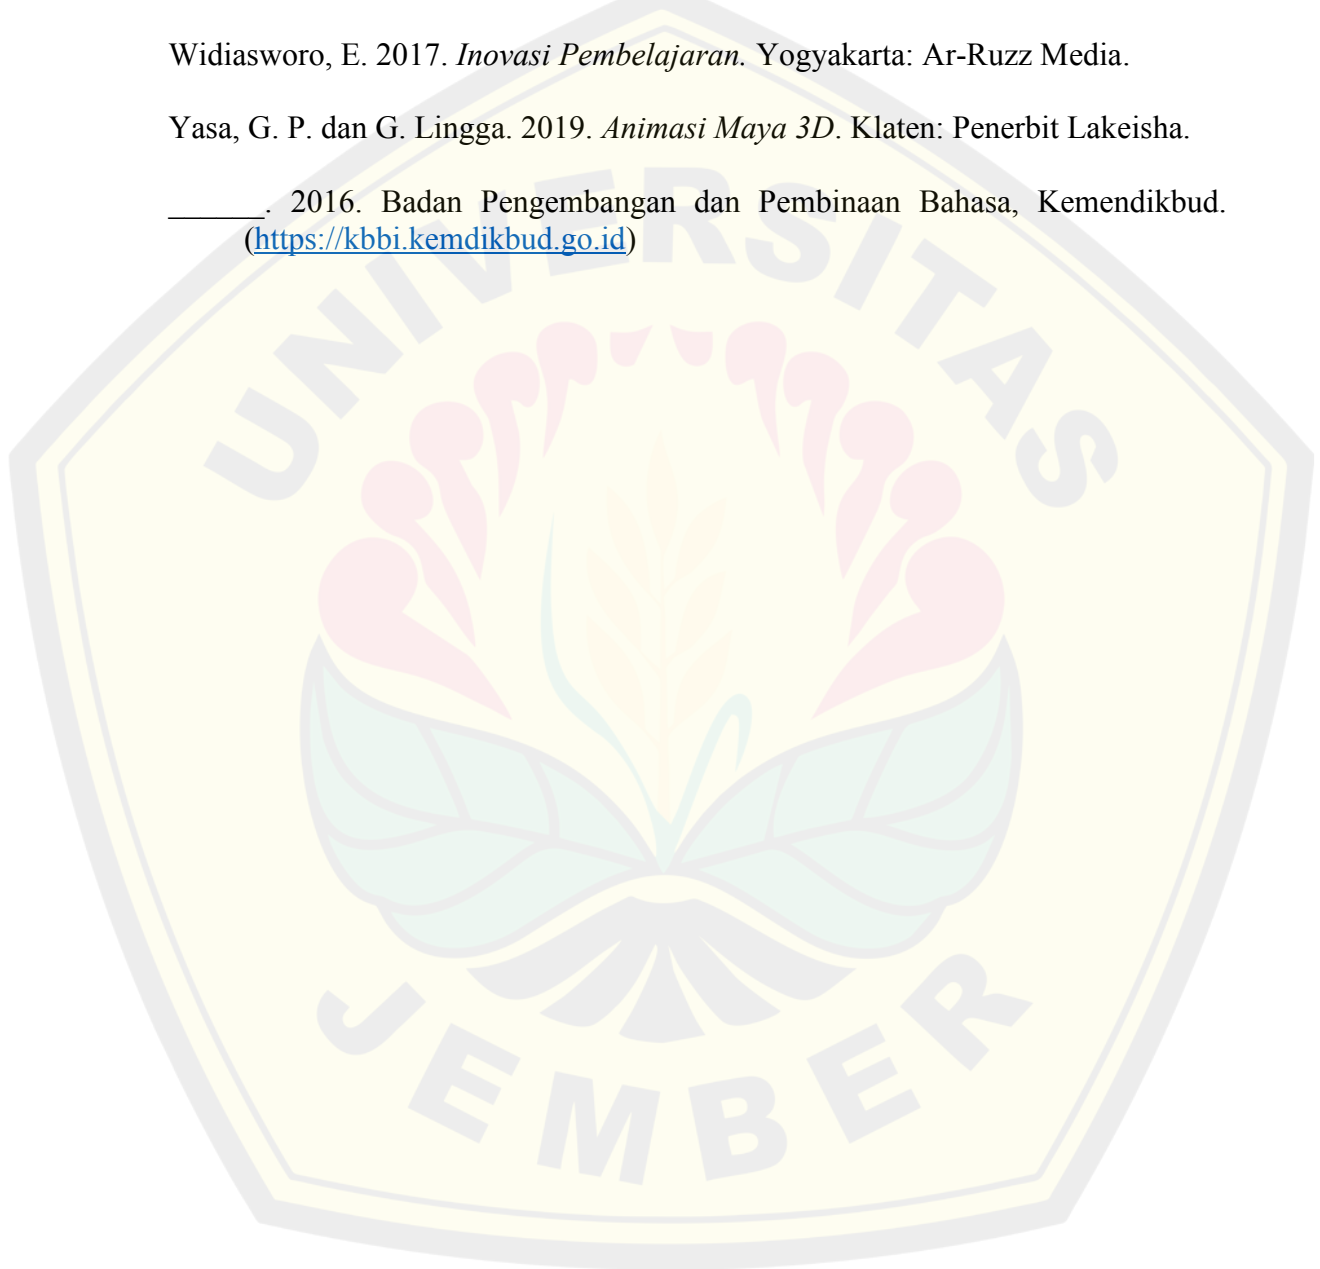 Widiasworo, E. 2017. Inovasi Pembelajaran. Yogyakarta: Ar-Ruzz Media.
Yasa, G. P. dan G. Lingga. 2019. Animasi Maya 3D. Klaten: Penerbit Lakeisha.
______. 2016. Badan Pengembangan dan Pembinaan Bahasa, Kemendikbud.
(https://kbbi.kemdikbud.go.id)
UNIVERSITAS
JEMBER